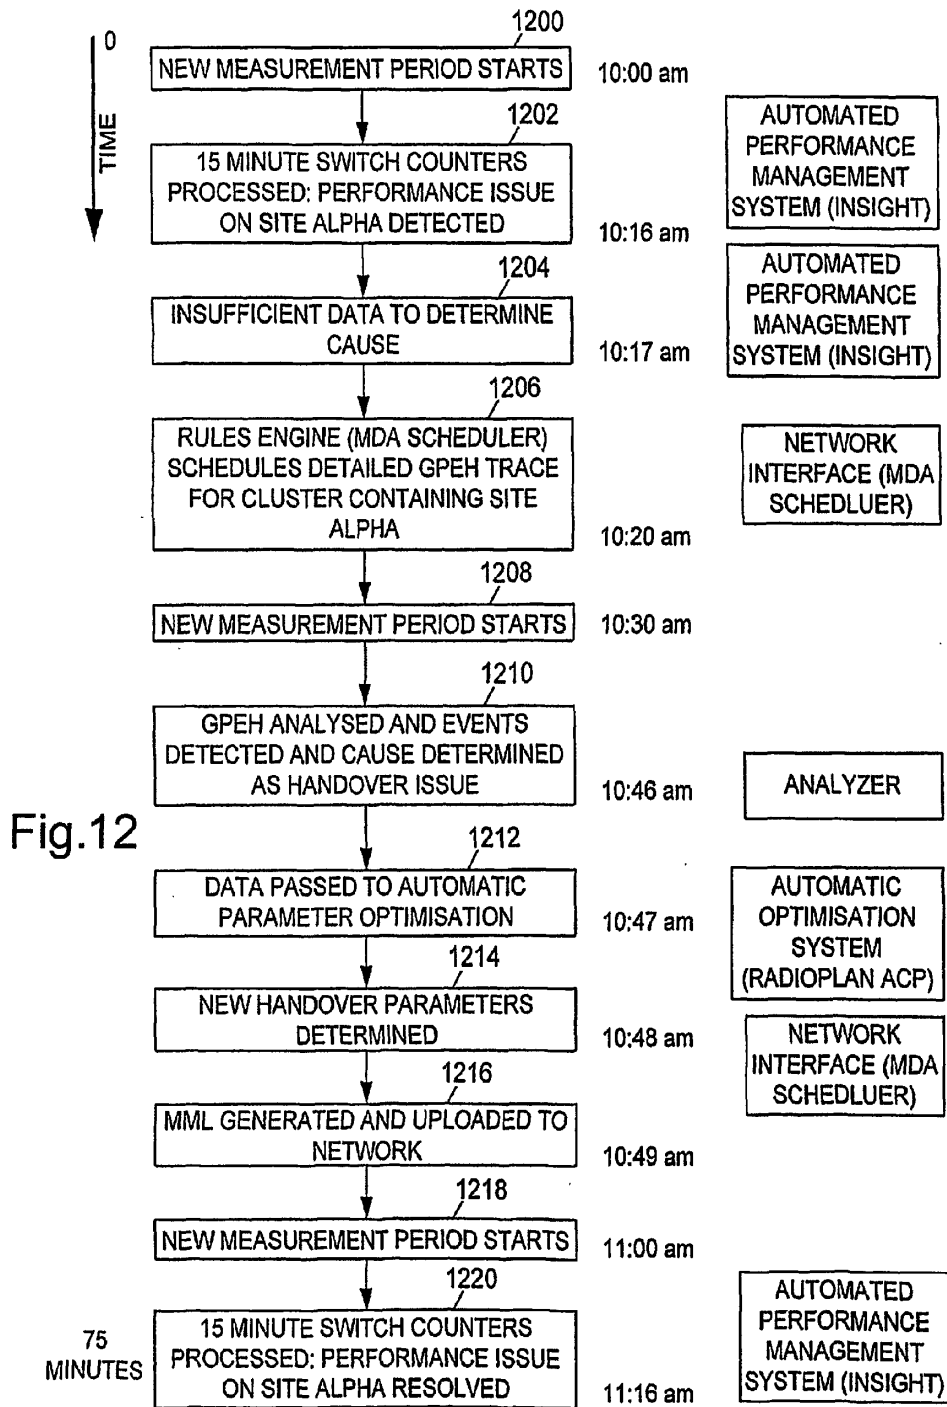 0
TIME
1200
NEW MEASUREMENT PERIOD STARTS
10:00 am
1202
15 MINUTE SWITCH COUNTERS
PROCESSED: PERFORMANCE ISSUE
ON SITE ALPHA DETECTED
10:16 am
AUTOMATED
PERFORMANCE
MANAGEMENT
SYSTEM (INSIGHT)
1204
INSUFFICIENT DATA TO DETERMINE
CAUSE
10:17 am
AUTOMATED
PERFORMANCE
MANAGEMENT
SYSTEM (INSIGHT)
1206
RULES ENGINE (MDA SCHEDULER)
SCHEDULES DETAILED GPEH TRACE
FOR CLUSTER CONTAINING SITE
ALPHA
10:20 am
NETWORK
INTERFACE (MDA
SCHEDLUER)
1208
NEW MEASUREMENT PERIOD STARTS
10:30 am
1210
GPEH ANALYSED AND EVENTS
DETECTED AND CAUSE DETERMINED
AS HANDOVER ISSUE
10:46 am
ANALYZER
Fig.12
1212
DATA PASSED TO AUTOMATIC
PARAMETER OPTIMISATION
10:47 am
AUTOMATIC
OPTIMISATION
SYSTEM
(RADIOPLAN ACP)
1214
NEW HANDOVER PARAMETERS
DETERMINED
10:48 am
NETWORK
INTERFACE (MDA
SCHEDLUER)
1216
MML GENERATED AND UPLOADED TO
NETWORK
10:49 am
1218
NEW MEASUREMENT PERIOD STARTS
11:00 am
1220
75
MINUTES
15 MINUTE SWITCH COUNTERS
PROCESSED: PERFORMANCE ISSUE
ON SITE ALPHA RESOLVED
11:16 am
AUTOMATED
PERFORMANCE
MANAGEMENT
SYSTEM (INSIGHT)